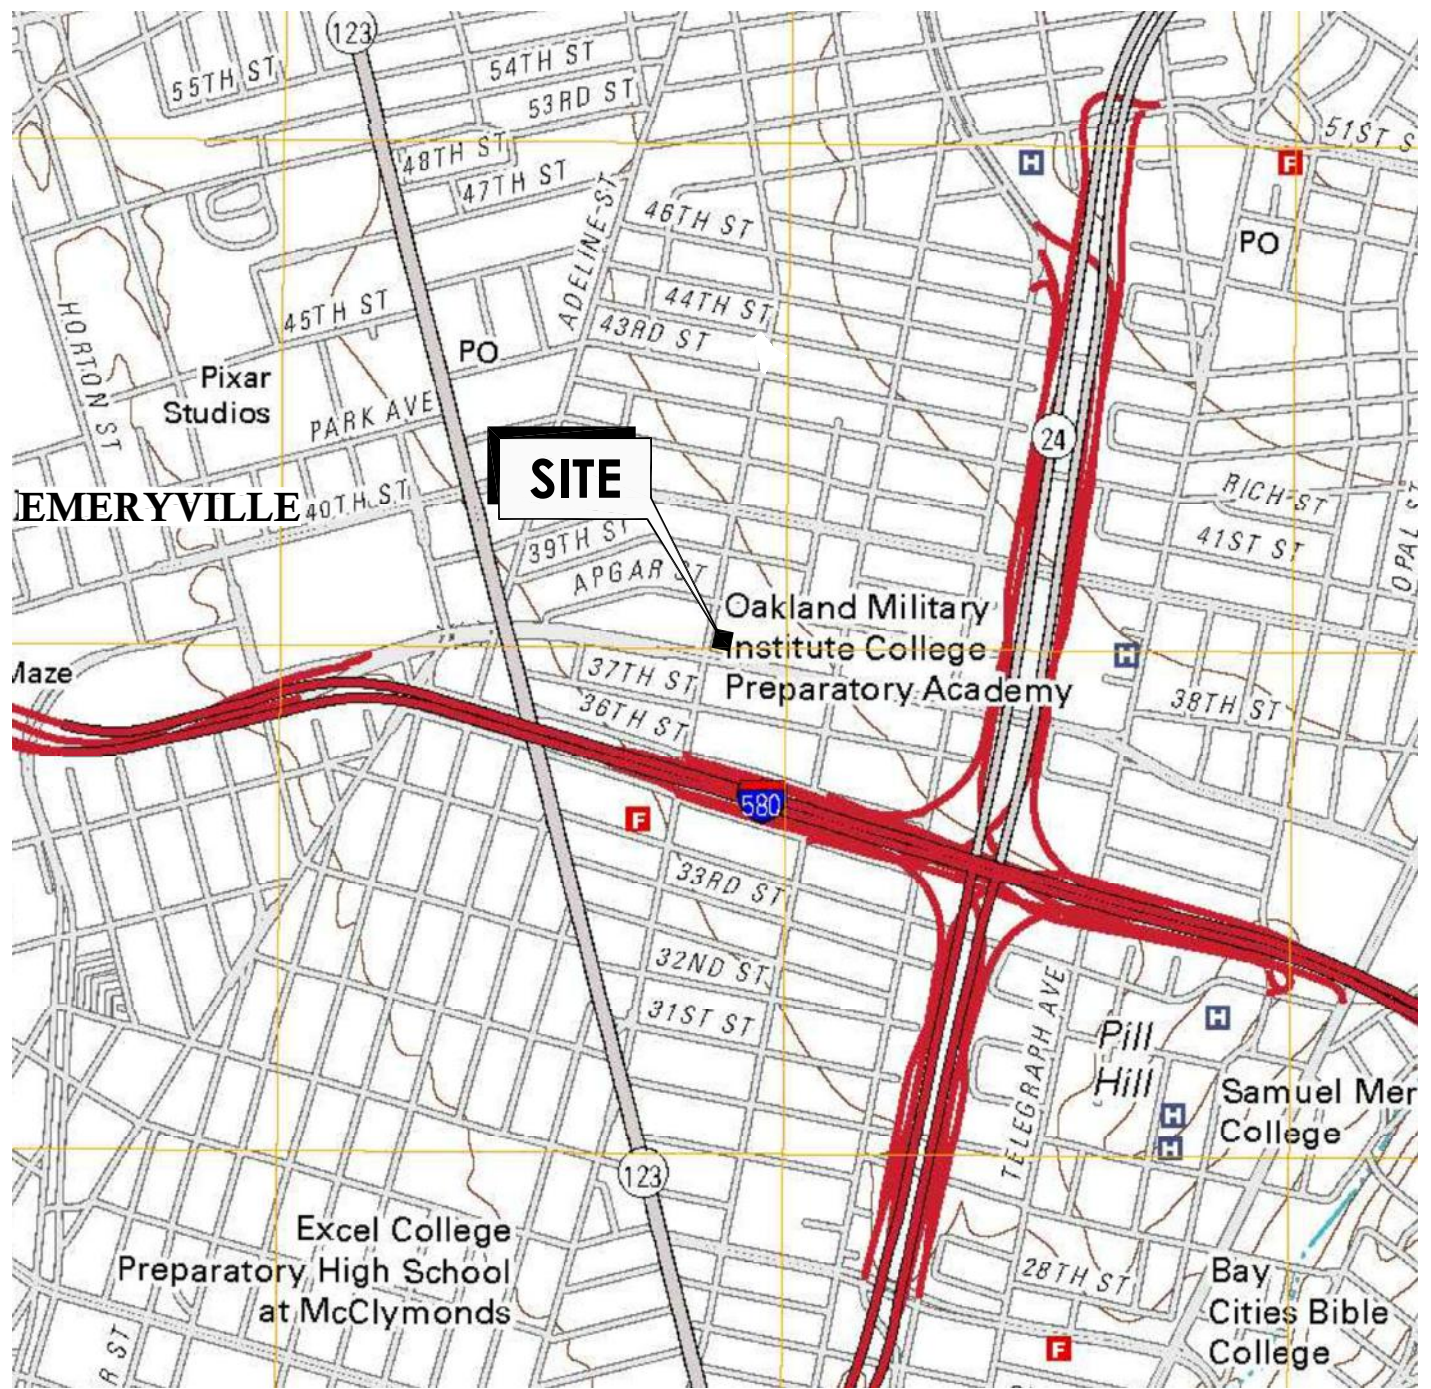 123
55TH ST
54TH ST
53RD ST
51ST S
48TH ST
47TH ST
H
F
ADELINE ST
46TH ST
PO
HORTON ST
45TH ST
44TH ST
43RD ST
PO
Pixar
Studios
PARK AVE
24
SITE
RICH ST
EMERYVILLE
40TH ST
39TH ST
41ST ST
OPAL ST
APGAR ST
Oakland Military
Institute College
Preparatory Academy
H
Maze
37TH ST
36TH ST
38TH ST
580
F
33RD ST
32ND ST
31ST ST
TELEGRAPH AVE
H
Pill
Hill
Samuel Mer
College
H
H
123
Excel College
Preparatory High School
at McClymonds
28TH ST
Bay
Cities Bible
College
F
R ST